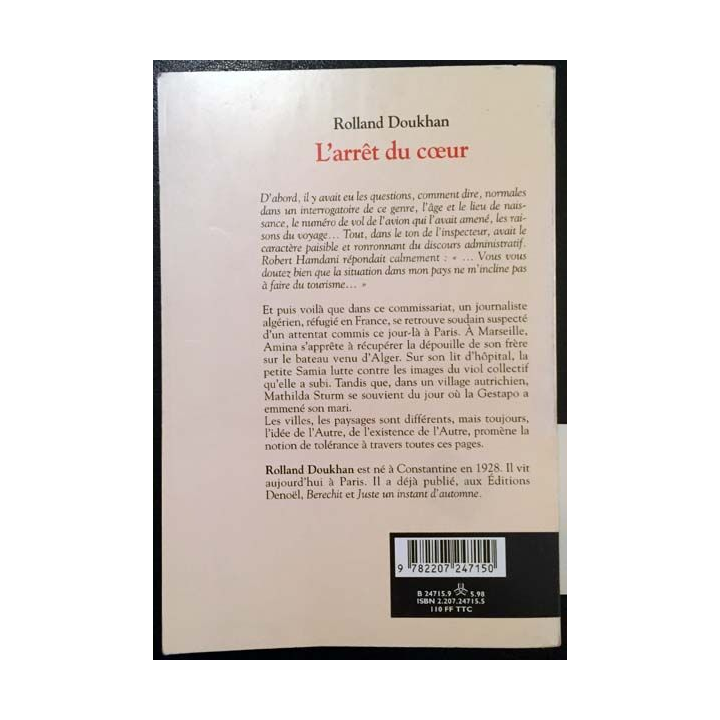 Rolland Doukhan
L'arrêt du cœur
D'abord, il y avait eu les questions, comment dire, normales
dans un interrogatoire de ce genre, l'âge et le lieu de nais-
sance, le numéro de vol de l'avion qui l'avait amené, les rai-
sons du voyage... Tout, dans le ton de l'inspecteur, avait le
caractère paisible et ronronnant du discours administratif.
Robert Hamdani répondait calmement : « ... Vous vous
doutez bien que la situation dans mon pays ne m'incline pas
à faire du tourisme... »
Et puis voilà que dans ce commissariat, un journaliste
algérien, réfugié en France, se retrouve soudain suspecté
d'un attentat commis ce jour-là à Paris. À Marseille,
Amina s'apprête à récupérer la dépouille de son frère
sur le bateau venu d'Alger. Sur son lit d'hôpital, la
petite Samia lutte contre les images du viol collectif
qu'elle a subi. Tandis que, dans un village autrichien,
Mathilda Sturm se souvient du jour où la Gestapo a
emmené son mari.
Les villes, les paysages sont différents, mais toujours,
l'idée de l'Autre, de l'existence de l'Autre, promène la
notion de tolérance à travers toutes ces pages.
Rolland Doukhan est né à Constantine en 1928. Il vit
aujourd'hui à Paris. Il a déjà publié, aux Éditions
Denoël, Berechit et Juste un instant d'automne.
9 782207 247150
B 24715.9 5.98
ISBN 2.207.24715.5
110 FF TTC